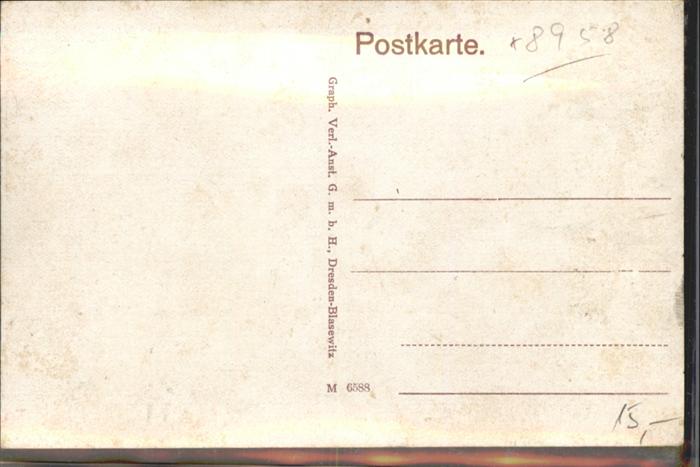 Postkarte.
*8958
Graph. Verl.-Anst. G. m. b. H., Dresden-Blasewitz
M 6588
15,—